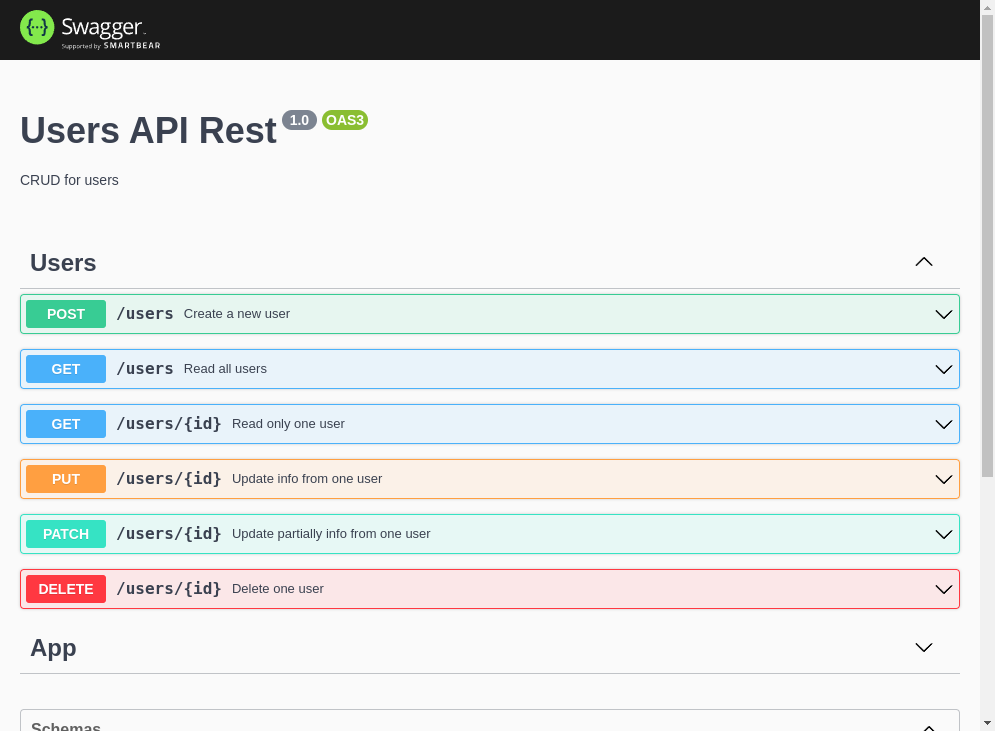 Swagger
Supported by SMARTBEAR
Users API Rest 1.0 OAS3
CRUD for users
Users
POST /users Create a new user
GET /users Read all users
GET /users/{id} Read only one user
PUT /users/{id} Update info from one user
PATCH /users/{id} Update partially info from one user
DELETE /users/{id} Delete one user
App
Schemas